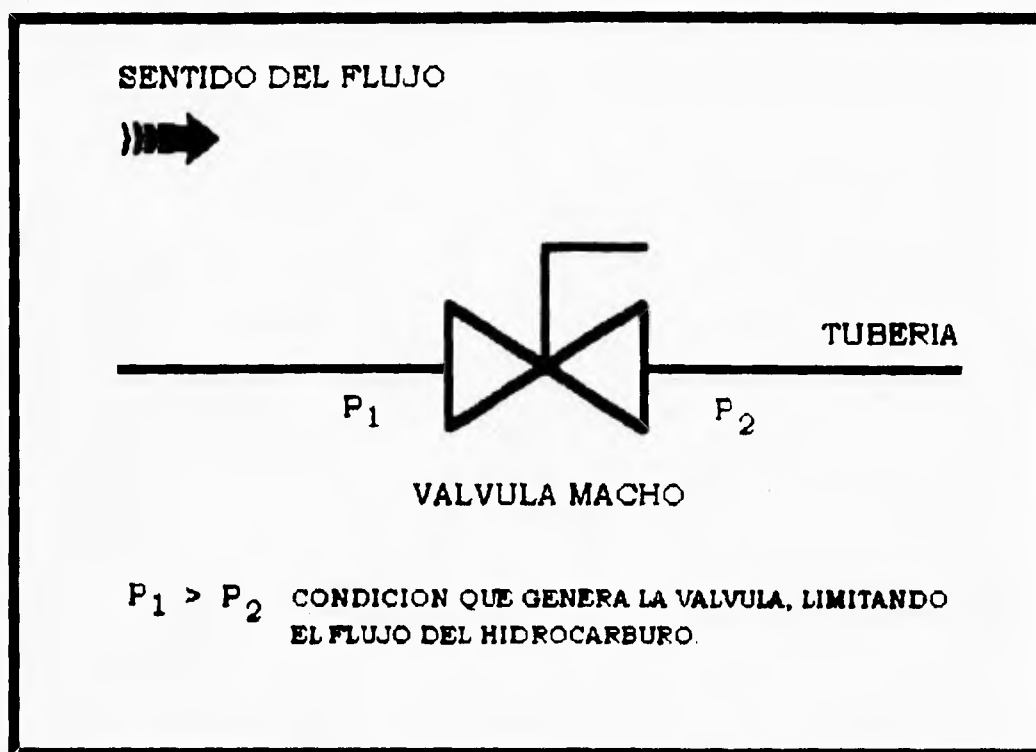 SENTIDO DEL FLUJO
TUBERIA
P1
P2
VALVULA MACHO
P1 > P2 CONDICION QUE GENERA LA VALVULA, LIMITANDO
EL FLUJO DEL HIDROCARBURO.